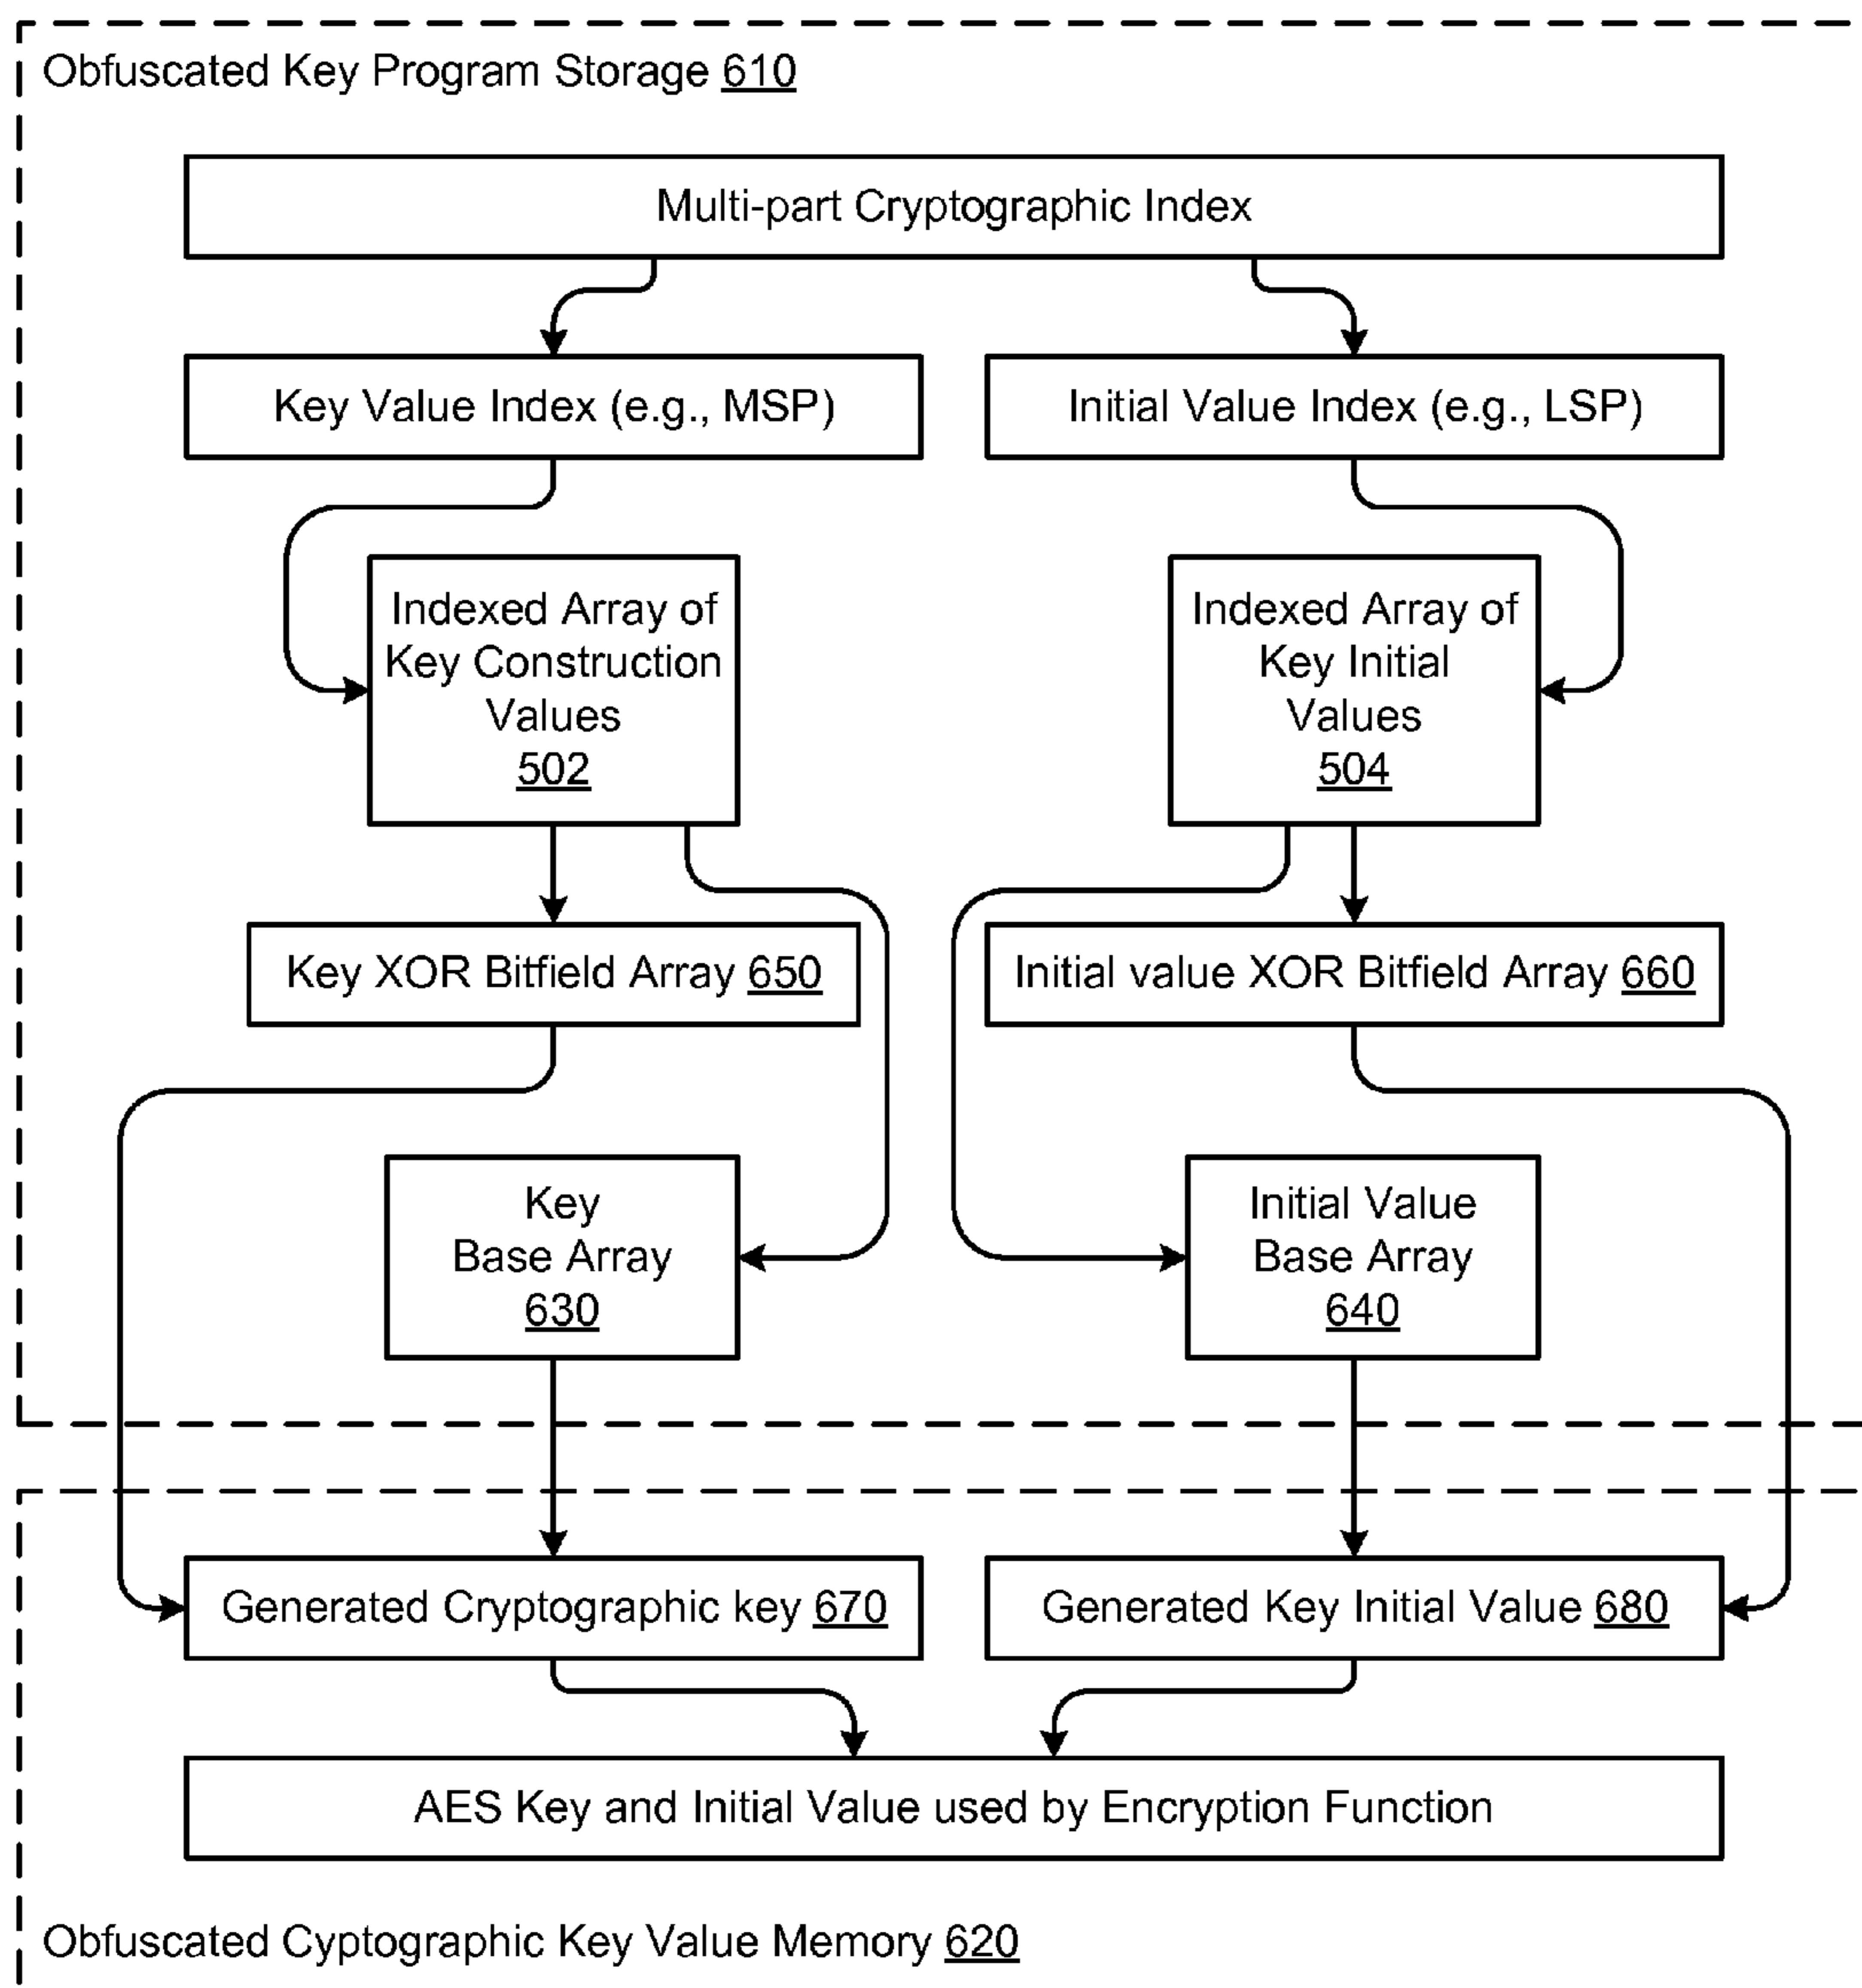 Obfuscated Key Program Storage 610
Multi-part Cryptographic Index
Key Value Index (e.g., MSP)
Initial Value Index (e.g., LSP)
Indexed Array of
Key Construction
Values
502
Indexed Array of
Key Initial
Values
504
Key XOR Bitfield Array 650
Initial value XOR Bitfield Array 660
Key
Base Array
630
Initial Value
Base Array
640
Generated Cryptographic key 670
Generated Key Initial Value 680
AES Key and Initial Value used by Encryption Function
Obfuscated Cyptographic Key Value Memory 620